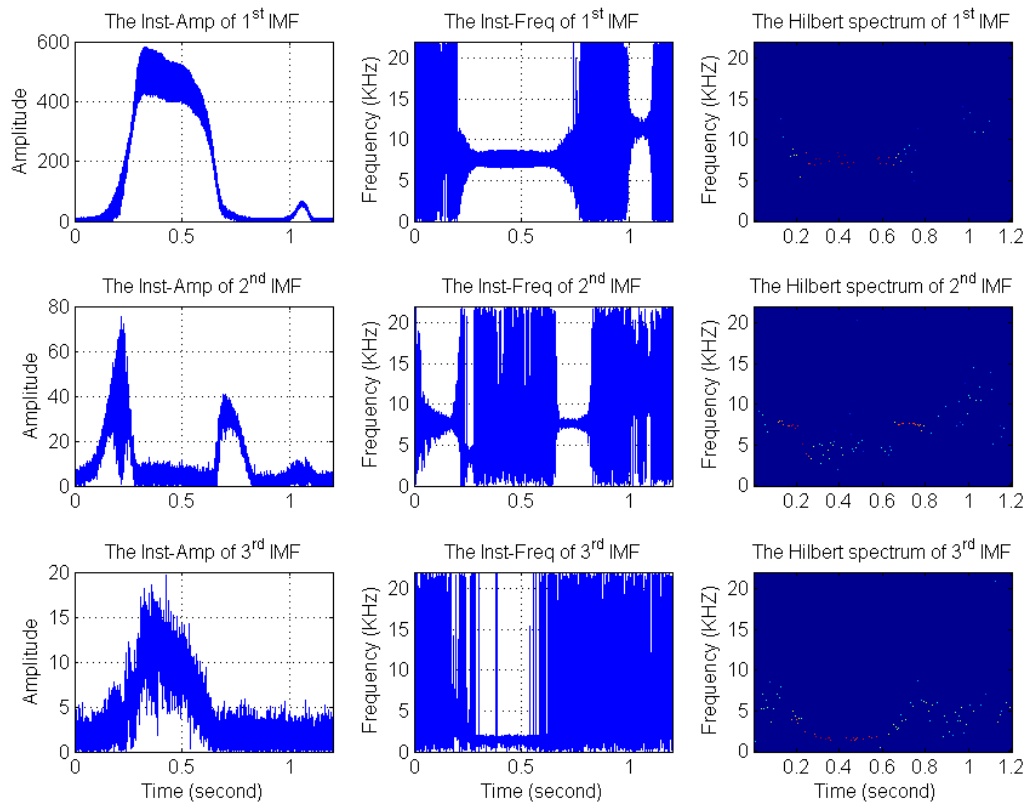 The Inst-Amp of 1st IMF
600
400
200
0
Amplitude
0 0.5 1
The Inst-Freq of 1st IMF
20
15
10
5
0
Frequency (KHz)
0 0.5 1
The Hilbert spectrum of 1st IMF
20
15
10
5
0
Frequency (KHZ)
0.2 0.4 0.6 0.8 1 1.2
The Inst-Amp of 2nd IMF
80
60
40
20
0
Amplitude
0 0.5 1
The Inst-Freq of 2nd IMF
20
15
10
5
0
Frequency (KHz)
0 0.5 1
The Hilbert spectrum of 2nd IMF
20
15
10
5
0
Frequency (KHZ)
0.2 0.4 0.6 0.8 1 1.2
The Inst-Amp of 3rd IMF
20
15
10
5
0
Amplitude
0 0.5 1
Time (second)
The Inst-Freq of 3rd IMF
20
15
10
5
0
Frequency (KHz)
0 0.5 1
Time (second)
The Hilbert spectrum of 3rd IMF
20
15
10
5
0
Frequency (KHZ)
0.2 0.4 0.6 0.8 1 1.2
Time (second)